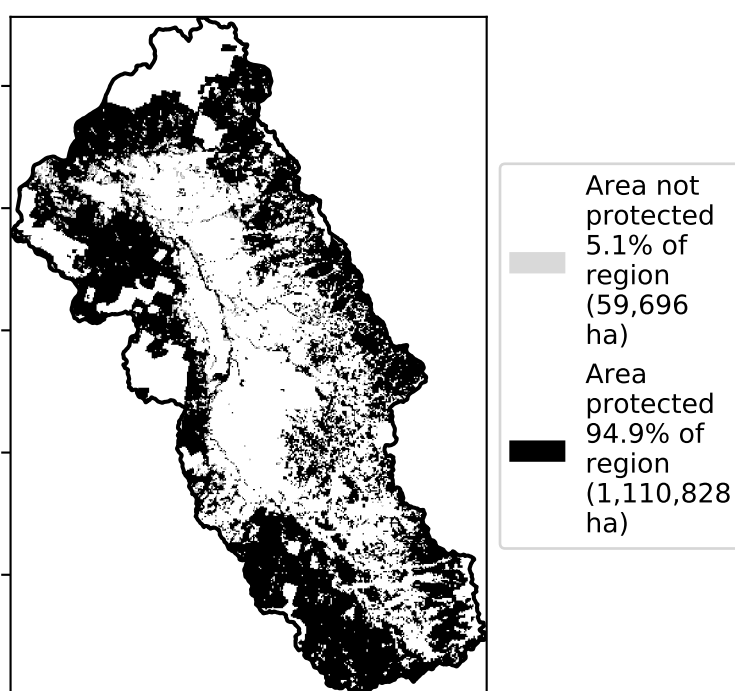 Area not
protected
5.1% of
region
(59,696
ha)
Area
protected
94.9% of
region
(1,110,828
ha)